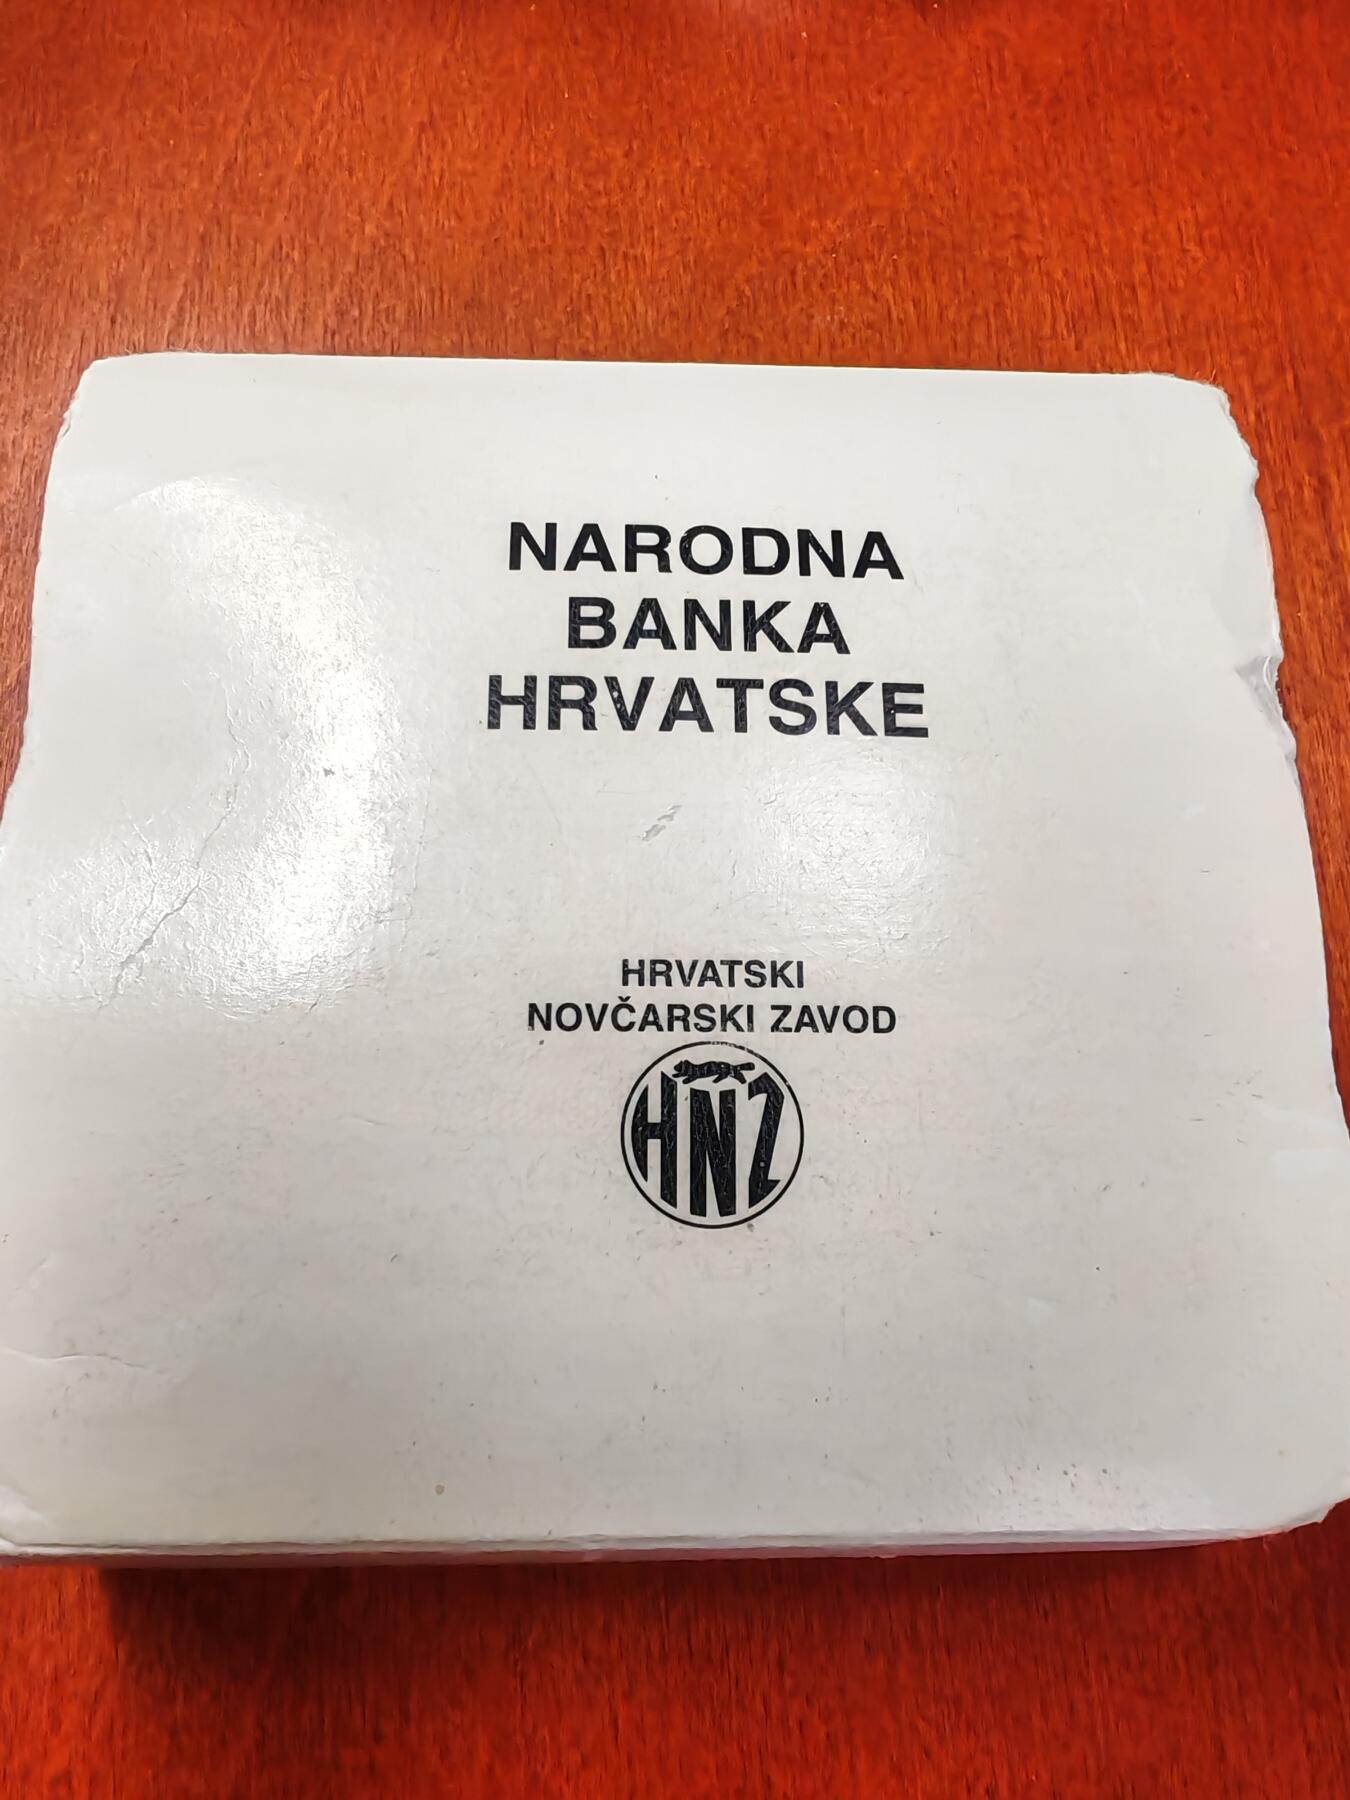 NARODNA
BANKA
HRVATSKE
HRVATSKI
NOVČARSKI ZAVOD
HNZ